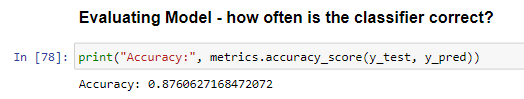 Evaluating Model - how often is the classifier correct?
In [78]: print("Accuracy:", metrics.accuracy_score(y_test, y_pred))
Accuracy: 0.8760627168472072